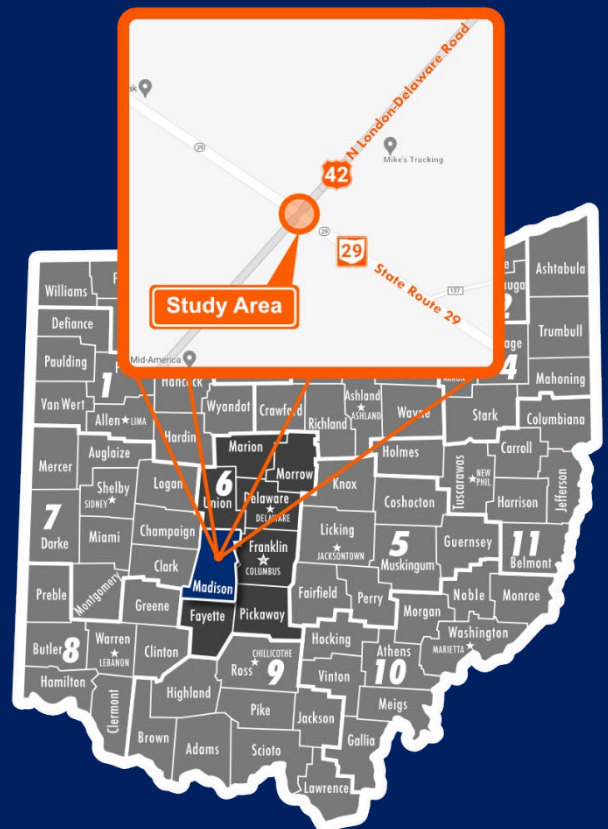 N London-Delaware Road
42
Mike's Trucking
29
29
29
State Route 29
137
Study Area
Mid-America
Ashtabula
Williams
Defiance
Trumbull
2
4
Paulding
1
Mahoning
Hancock
Ashland
ASHLAND
Van Wert
Wyandot
Crawford
Richland
Wayne
Stark
Columbiana
Allen
LIMA
Hardin
Marion
Holmes
Carroll
Mercer
Auglaize
Morrow
Tuscarawas
NEW PHIL
Jefferson
Logan
6
Union
Knox
Shelby
SIDNEY
Delaware
DELAWARE
Coshocton
Harrison
7
Darke
Miami
Champaign
Licking
JACKSONTOWN
Franklin
COLUMBUS
5
Muskingum
Guernsey
11
Belmont
Clark
Montgomery
Madison
Preble
Greene
Fairfield
Perry
Noble
Monroe
Fayette
Pickaway
Morgan
Butler
8
Warren
LEBANON
Clinton
Hocking
Athens
10
Washington
MARIETTA
CHILLICOTHE
Ross
9
Vinton
Hamilton
Clermont
Highland
Meigs
Pike
Jackson
Brown
Adams
Scioto
Gallia
Lawrence